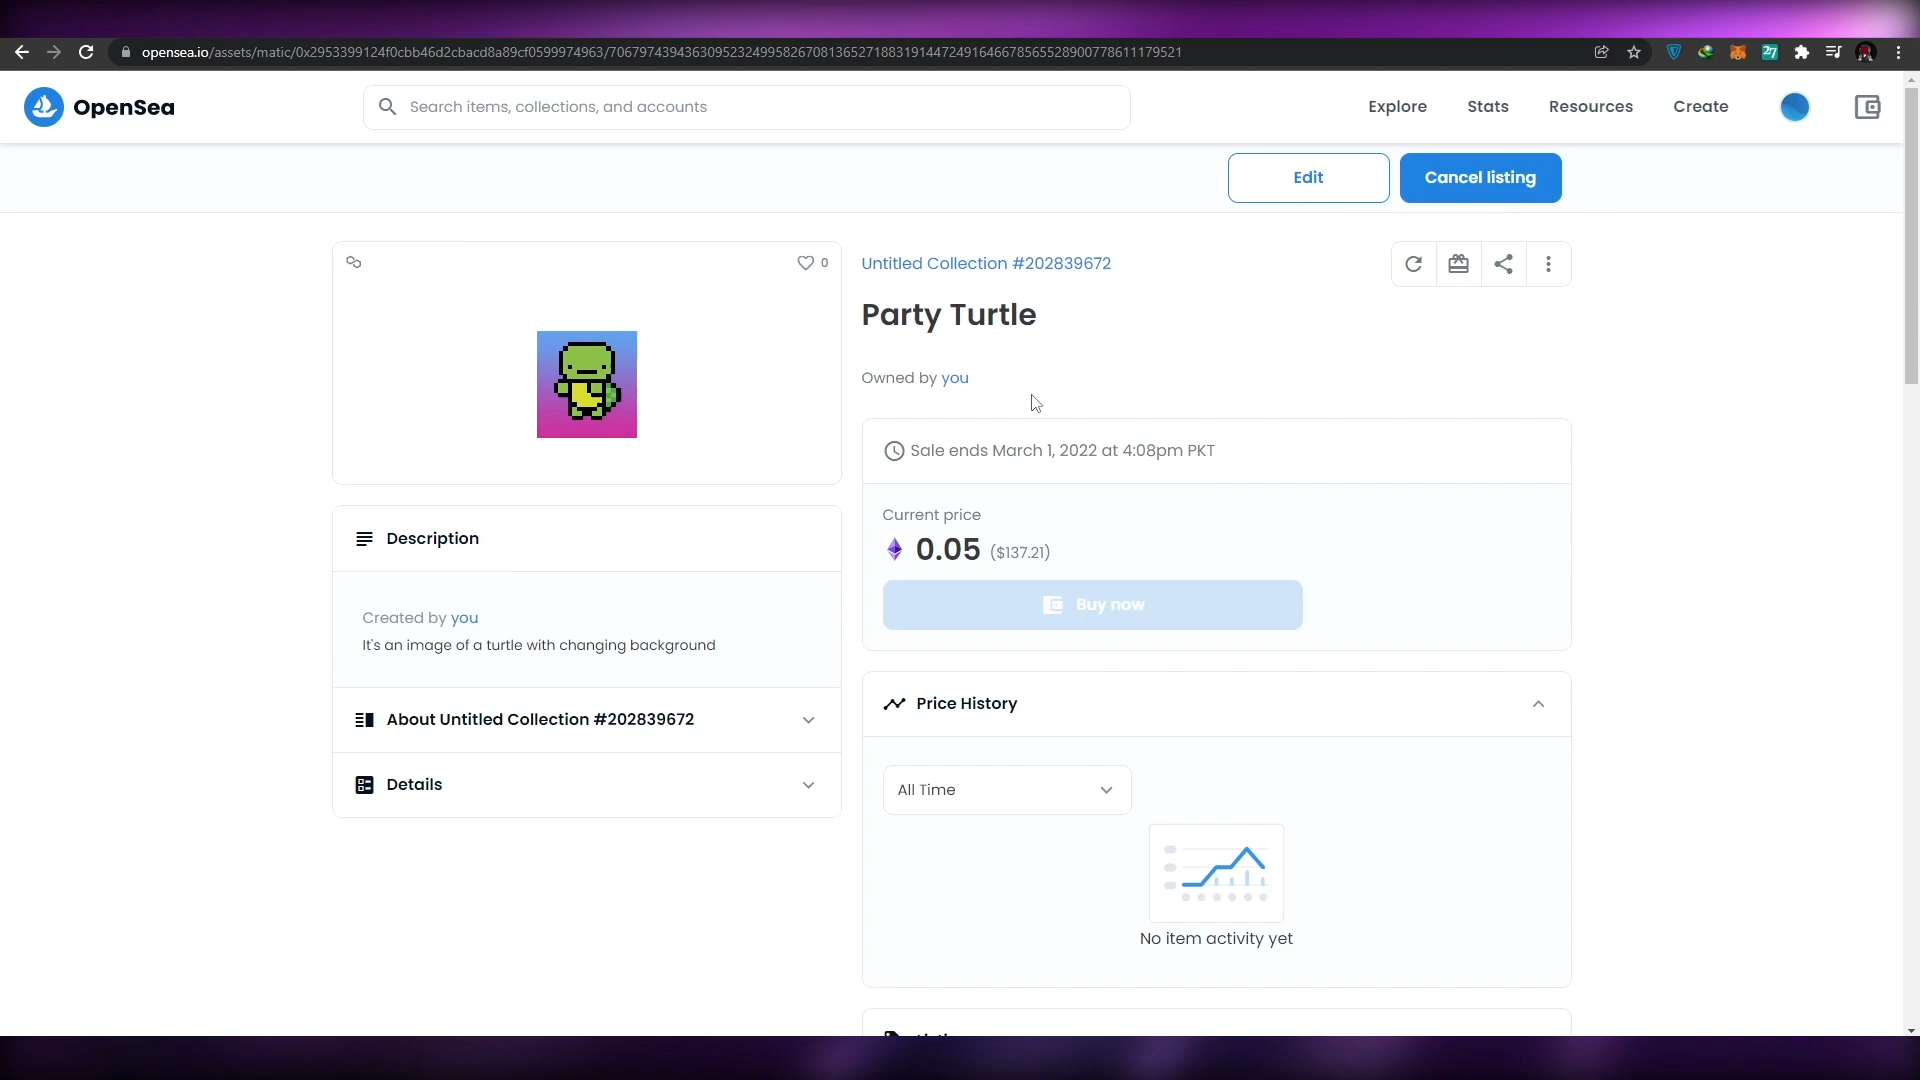 opensea.io/assets/matic/0x2953399124f0cbb46d2cbacd8a89cf0599974963/70679743943630952324995826708136527188319144724916466785655289007786111795​21
OpenSea
Search items, collections, and accounts
Explore
Stats
Resources
Create
Edit
Cancel listing
0
Untitled Collection #202839672
Party Turtle
Owned by you
Sale ends March 1, 2022 at 4:08pm PKT
Current price
0.05 ($137.21)
Buy now
Description
Created by you
It's an image of a turtle with changing background
About Untitled Collection #202839672
Details
Price History
All Time
No item activity yet